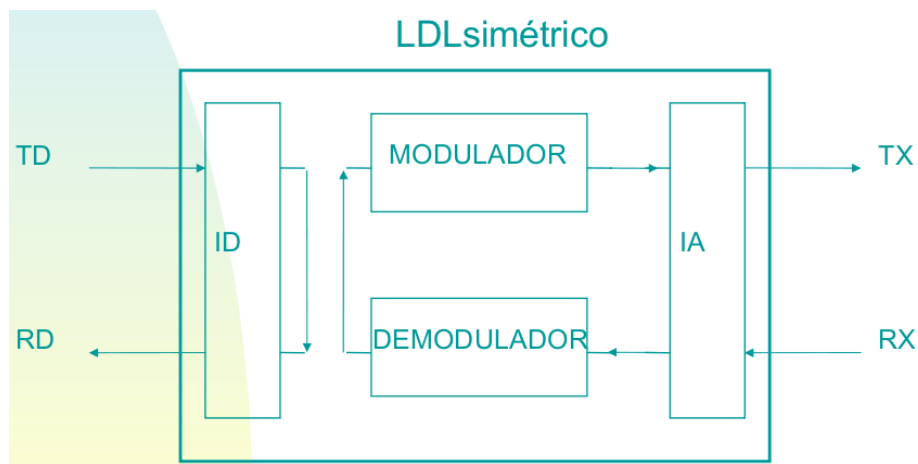 LDLsimétrico
TD
MODULADOR
TX
ID
IA
RD
DEMODULADOR
RX